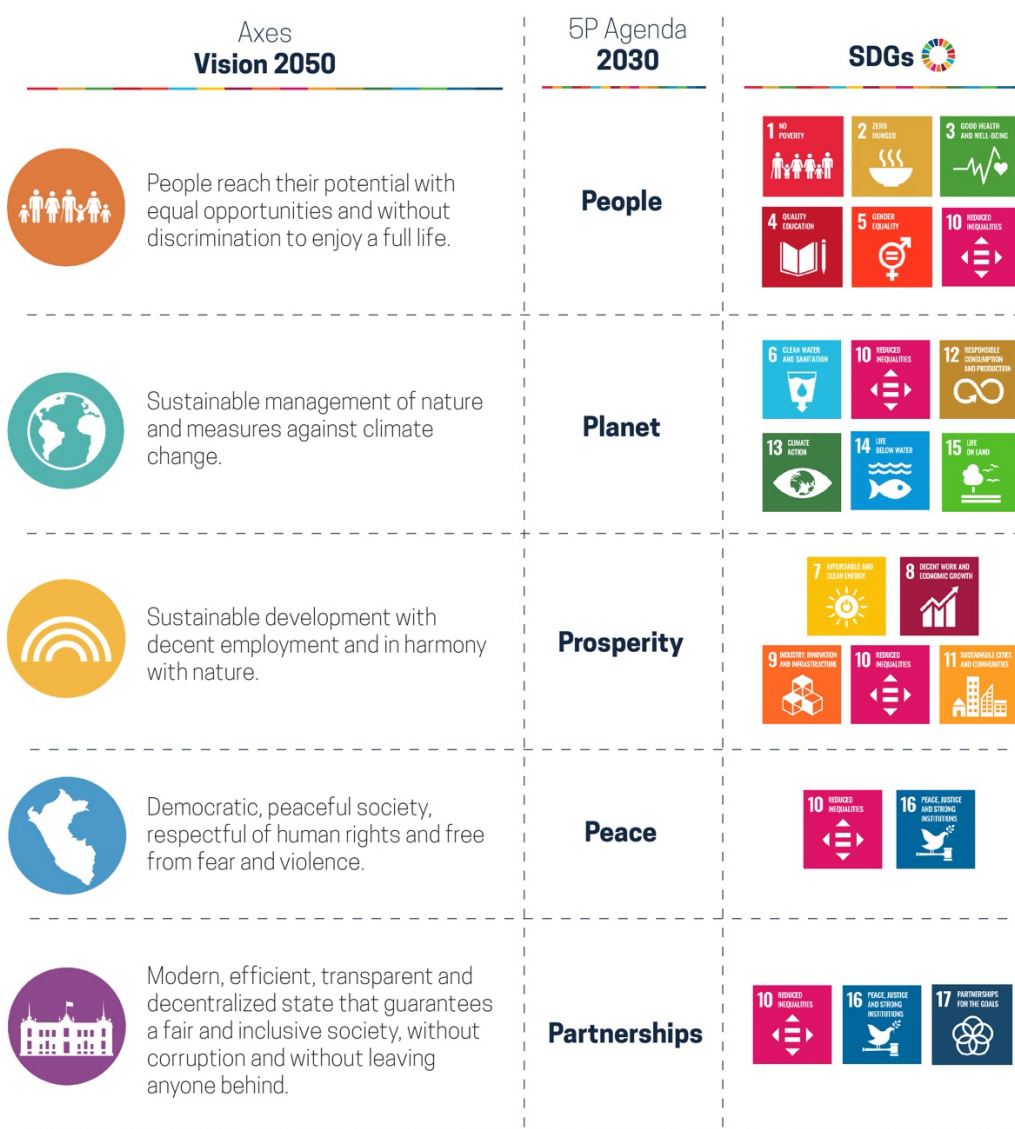 Axes
Vision 2050
5P Agenda
2030
SDGs
People reach their potential with
equal opportunities and without
discrimination to enjoy a full life.
People
1 NO
POVERTY
2 ZERO
HUNGER
3 GOOD HEALTH
AND WELL-BEING
4 QUALITY
EDUCATION
5 GENDER
EQUALITY
10 REDUCED
INEQUALITIES
Sustainable management of nature
and measures against climate
change.
Planet
6 CLEAN WATER
AND SANITATION
10 REDUCED
INEQUALITIES
12 RESPONSIBLE
CONSUMPTION
AND PRODUCTION
13 CLIMATE
ACTION
14 LIFE
BELOW WATER
15 LIFE
ON LAND
Sustainable development with
decent employment and in harmony
with nature.
Prosperity
7 AFFORDABLE AND
CLEAN ENERGY
8 DECENT WORK AND
ECONOMIC GROWTH
9 INDUSTRY, INNOVATION
AND INFRASTRUCTURE
10 REDUCED
INEQUALITIES
11 SUSTAINABLE CITIES
AND COMMUNITIES
Democratic, peaceful society,
respectful of human rights and free
from fear and violence.
Peace
10 REDUCED
INEQUALITIES
16 PEACE, JUSTICE
AND STRONG
INSTITUTIONS
Modern, efficient, transparent and
decentralized state that guarantees
a fair and inclusive society, without
corruption and without leaving
anyone behind.
Partnerships
10 REDUCED
INEQUALITIES
16 PEACE, JUSTICE
AND STRONG
INSTITUTIONS
17 PARTNERSHIPS
FOR THE GOALS